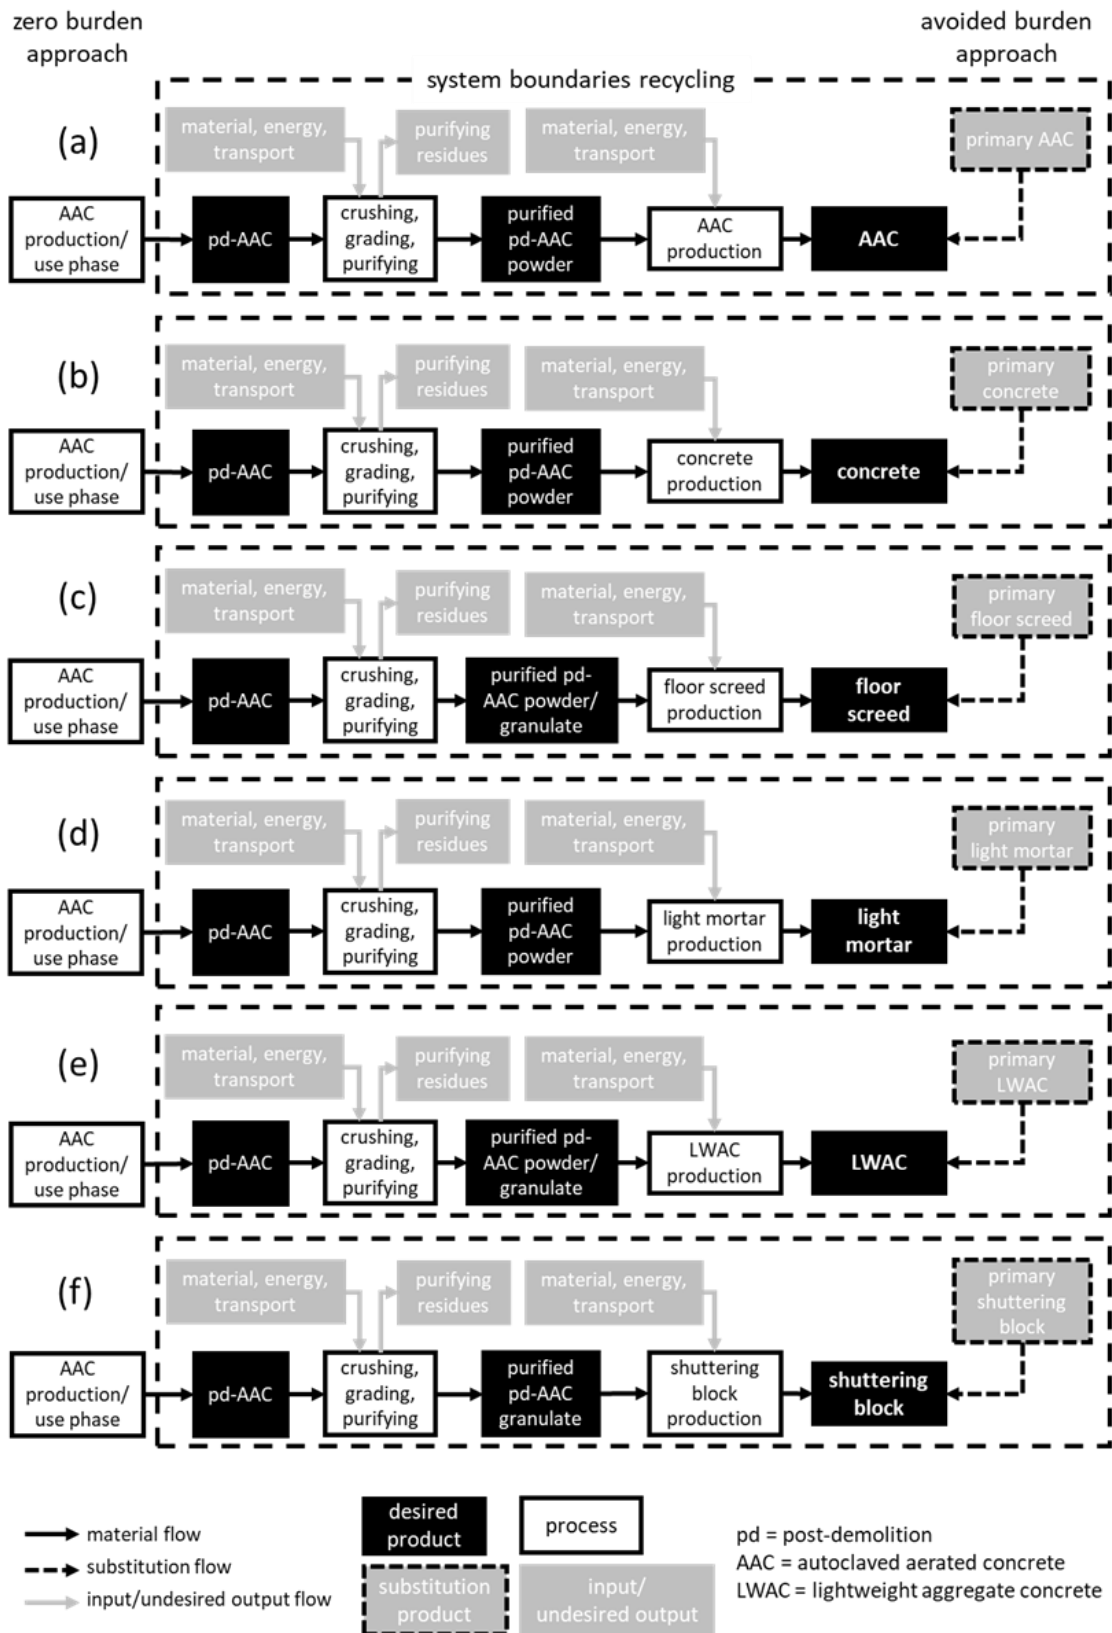 zero burden
approach
avoided burden
approach
system boundaries recycling
(a)
material, energy,
transport
purifying
residues
material, energy,
transport
primary AAC
AAC
production/
use phase
pd-AAC
crushing,
grading,
purifying
purified
pd-AAC
powder
AAC
production
AAC
(b)
material, energy,
transport
purifying
residues
material, energy,
transport
primary
concrete
AAC
production/
use phase
pd-AAC
crushing,
grading,
purifying
purified
pd-AAC
powder
concrete
production
concrete
(c)
material, energy,
transport
purifying
residues
material, energy,
transport
primary
floor screed
AAC
production/
use phase
pd-AAC
crushing,
grading,
purifying
purified pd-
AAC powder/
granulate
floor screed
production
floor
screed
(d)
material, energy,
transport
purifying
residues
material, energy,
transport
primary
light mortar
AAC
production/
use phase
pd-AAC
crushing,
grading,
purifying
purified
pd-AAC
powder
light mortar
production
light
mortar
(e)
material, energy,
transport
purifying
residues
material, energy,
transport
primary
LWAC
AAC
production/
use phase
pd-AAC
crushing,
grading,
purifying
purified pd-
AAC powder/
granulate
LWAC
production
LWAC
(f)
material, energy,
transport
purifying
residues
material, energy,
transport
primary
shuttering
block
AAC
production/
use phase
pd-AAC
crushing,
grading,
purifying
purified
pd-AAC
granulate
shuttering
block
production
shuttering
block
material flow
substitution flow
input/undesired output flow
desired
product
process
substitution
product
input/
undesired output
pd = post-demolition
AAC = autoclaved aerated concrete
LWAC = lightweight aggregate concrete